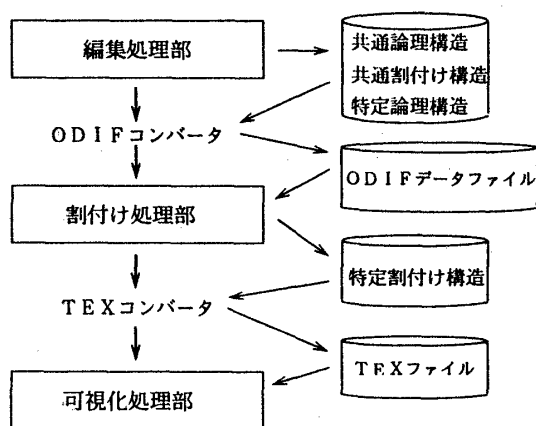 編集処理部
共通論理構造
共通割付け構造
特定論理構造
ODIFコンバータ
ODIFデータファイル
割付け処理部
特定割付け構造
TEXコンバータ
TEXファイル
可視化処理部